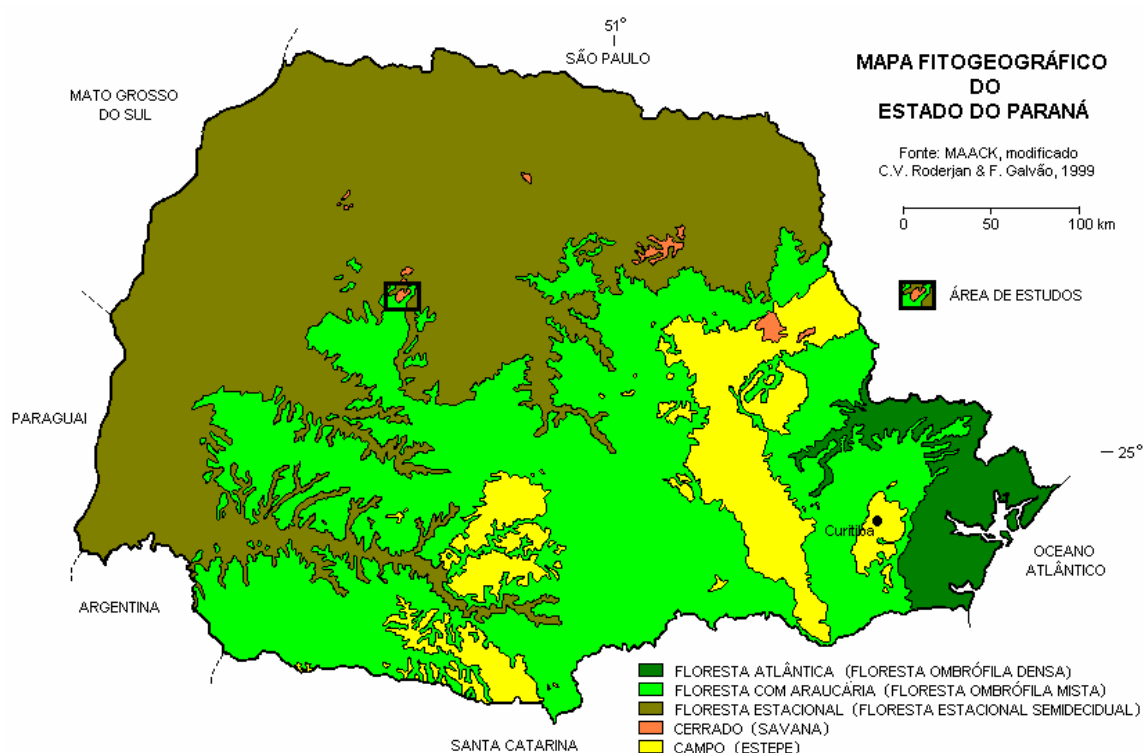 51°
SÃO PAULO
MATO GROSSO
DO SUL
MAPA FITOGEOGRÁFICO
DO
ESTADO DO PARANÁ
Fonte: MAACK, modificado
C.V. Roderjan & F. Galvão, 1999
0 50 100 km
ÁREA DE ESTUDOS
PARAGUAI
25°
Curitiba
OCEANO
ATLÂNTICO
ARGENTINA
FLORESTA ATLÂNTICA (FLORESTA OMBRÓFILA DENSA)
FLORESTA COM ARAUCÁRIA (FLORESTA OMBRÓFILA MISTA)
FLORESTA ESTACIONAL (FLORESTA ESTACIONAL SEMIDECIDUAL)
CERRADO (SAVANA)
CAMPO (ESTEPE)
SANTA CATARINA